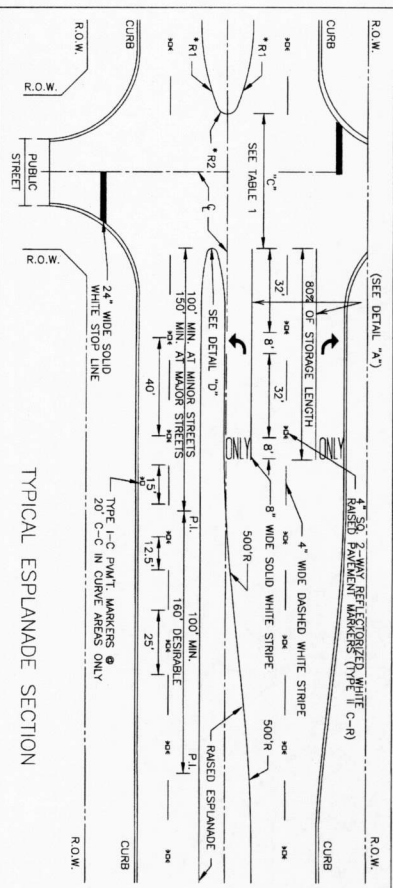 R.O.W.
CURB
*R1
*R1
CURB
R.O.W.
R.O.W.
PUBLIC
STREET
R.O.W.
24" WIDE SOLID
WHITE STOP LINE
*R2
℄
"C"
SEE TABLE 1
(SEE DETAIL "A")
80% OF STORAGE LENGTH
32'
8'
32'
8'
ONLY
ONLY
SEE DETAIL "D"
100' MIN. AT MINOR STREETS
150' MIN. AT MAJOR STREETS
40'
15'
12.5'
25'
P.I.
100' MIN.
160' DESIRABLE
P.I.
TYPE I-C PVM'T. MARKERS @
20' C-C IN CURVE AREAS ONLY
4" SQ. 2-WAY REFLECTORIZED WHITE
RAISED PAVEMENT MARKERS (TYPE II C-R)
4" WIDE DASHED WHITE STRIPE
8" WIDE SOLID WHITE STRIPE
500'R
500'R
RAISED ESPLANADE
R.O.W.
CURB
CURB
R.O.W.
TYPICAL ESPLANADE SECTION